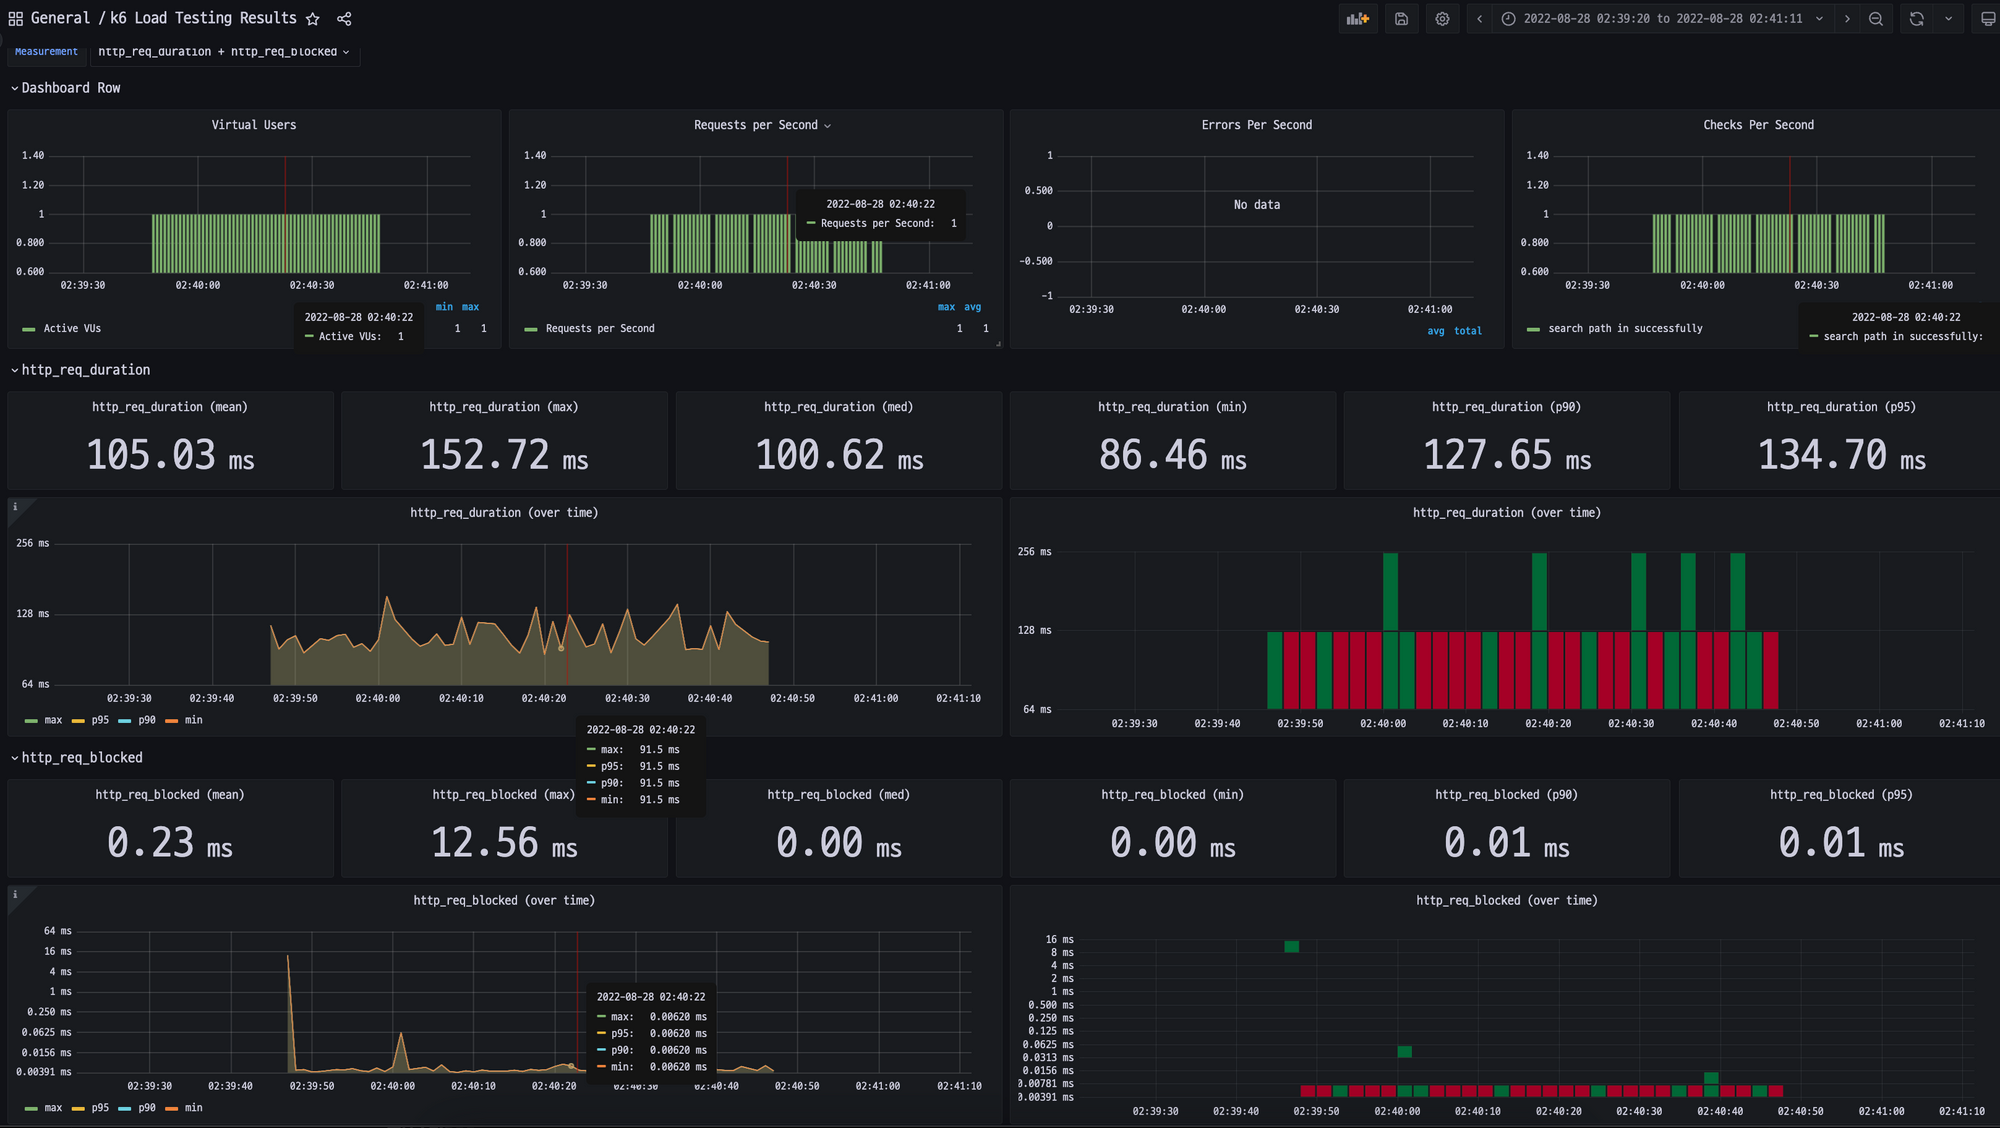 General / k6 Load Testing Results
2022-08-28 02:39:20 to 2022-08-28 02:41:11
Measurement http_req_duration + http_req_blocked
Dashboard Row
Virtual Users
1.40
1.20
1
0.800
0.600
02:39:30 02:40:00 02:40:30 02:41:00
min max
Active VUs 1 1
2022-08-28 02:40:22
Active VUs: 1
Requests per Second
1.40
1.20
1
0.800
0.600
02:39:30 02:40:00 02:40:30 02:41:00
2022-08-28 02:40:22
Requests per Second: 1
max avg
Requests per Second 1 1
Errors Per Second
1
0.500
0
-0.500
-1
No data
02:39:30 02:40:00 02:40:30 02:41:00
avg total
Checks Per Second
1.40
1.20
1
0.800
0.600
02:39:30 02:40:00 02:40:30 02:41:00
search path in successfully
2022-08-28 02:40:22
search path in successfully:
http_req_duration
http_req_duration (mean)
105.03 ms
http_req_duration (max)
152.72 ms
http_req_duration (med)
100.62 ms
http_req_duration (min)
86.46 ms
http_req_duration (p90)
127.65 ms
http_req_duration (p95)
134.70 ms
i
http_req_duration (over time)
256 ms
128 ms
64 ms
02:39:30 02:39:40 02:39:50 02:40:00 02:40:10 02:40:20 02:40:30 02:40:40 02:40:50 02:41:00 02:41:10
max p95 p90 min
2022-08-28 02:40:22
max: 91.5 ms
p95: 91.5 ms
p90: 91.5 ms
min: 91.5 ms
http_req_duration (over time)
256 ms
128 ms
64 ms
02:39:30 02:39:40 02:39:50 02:40:00 02:40:10 02:40:20 02:40:30 02:40:40 02:40:50 02:41:00 02:41:10
http_req_blocked
http_req_blocked (mean)
0.23 ms
http_req_blocked (max)
12.56 ms
http_req_blocked (med)
0.00 ms
http_req_blocked (min)
0.00 ms
http_req_blocked (p90)
0.01 ms
http_req_blocked (p95)
0.01 ms
i
http_req_blocked (over time)
64 ms
16 ms
4 ms
1 ms
0.250 ms
0.0625 ms
0.0156 ms
0.00391 ms
02:39:30 02:39:40 02:39:50 02:40:00 02:40:10 02:40:20 02:40:30 02:40:40 02:40:50 02:41:00 02:41:10
max p95 p90 min
2022-08-28 02:40:22
max: 0.00620 ms
p95: 0.00620 ms
p90: 0.00620 ms
min: 0.00620 ms
http_req_blocked (over time)
16 ms
8 ms
4 ms
2 ms
1 ms
0.500 ms
0.250 ms
0.125 ms
0.0625 ms
0.0313 ms
0.0156 ms
0.00781 ms
0.00391 ms
02:39:30 02:39:40 02:39:50 02:40:00 02:40:10 02:40:20 02:40:30 02:40:40 02:40:50 02:41:00 02:41:10